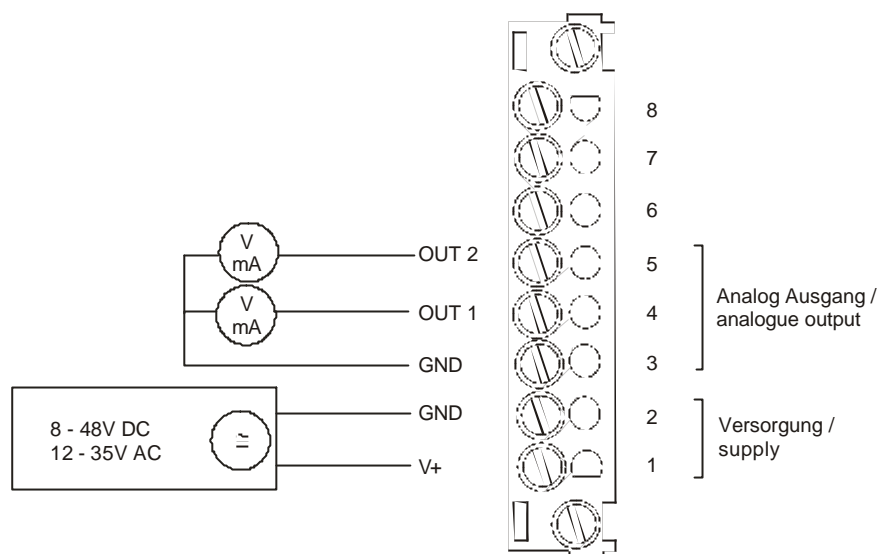 8
7
6
V
mA
OUT 2
5
V
mA
OUT 1
4
Analog Ausgang /
analogue output
GND
3
8 - 48V DC
12 - 35V AC
≅
GND
2
V+
1
Versorgung /
supply